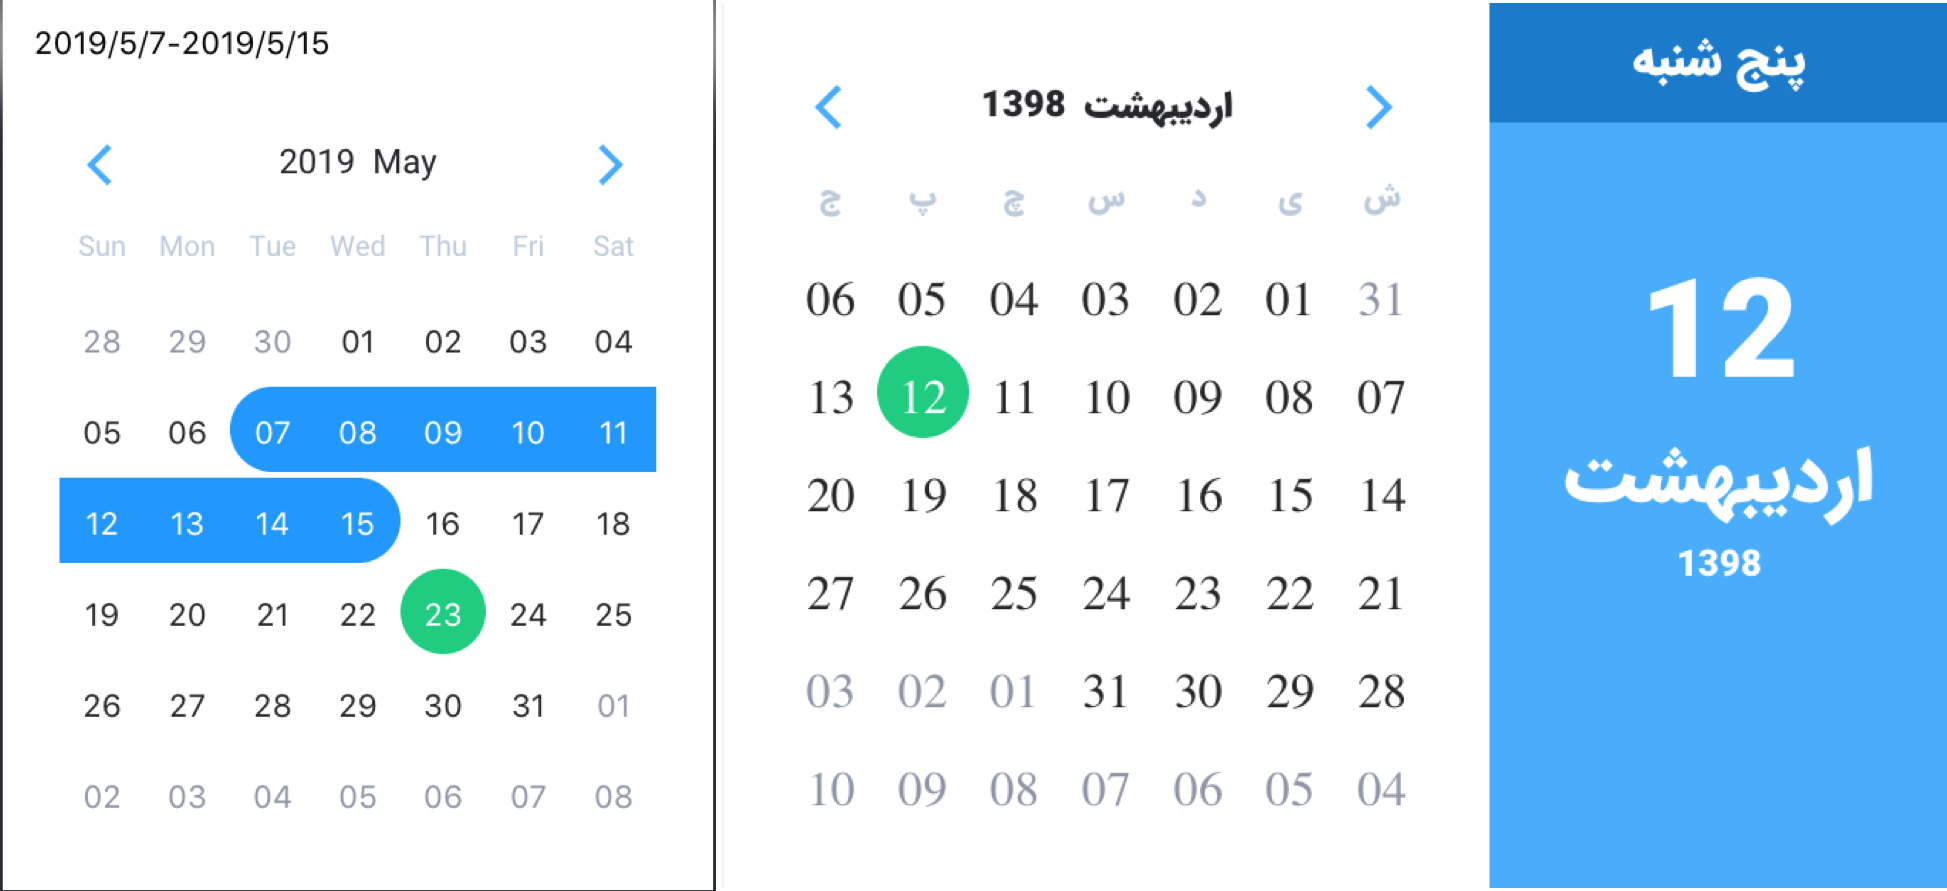 2019/5/7-2019/5/15
2019 May
Sun Mon Tue Wed Thu Fri Sat
28 29 30 01 02 03 04
05 06 07 08 09 10 11
12 13 14 15 16 17 18
19 20 21 22 23 24 25
26 27 28 29 30 31 01
02 03 04 05 06 07 08
اردیبهشت 1398
ش ی د س چ پ ج
31 01 02 03 04 05 06
07 08 09 10 11 12 13
14 15 16 17 18 19 20
21 22 23 24 25 26 27
28 29 30 31 01 02 03
04 05 06 07 08 09 10
پنج شنبه
12
اردیبهشت
1398